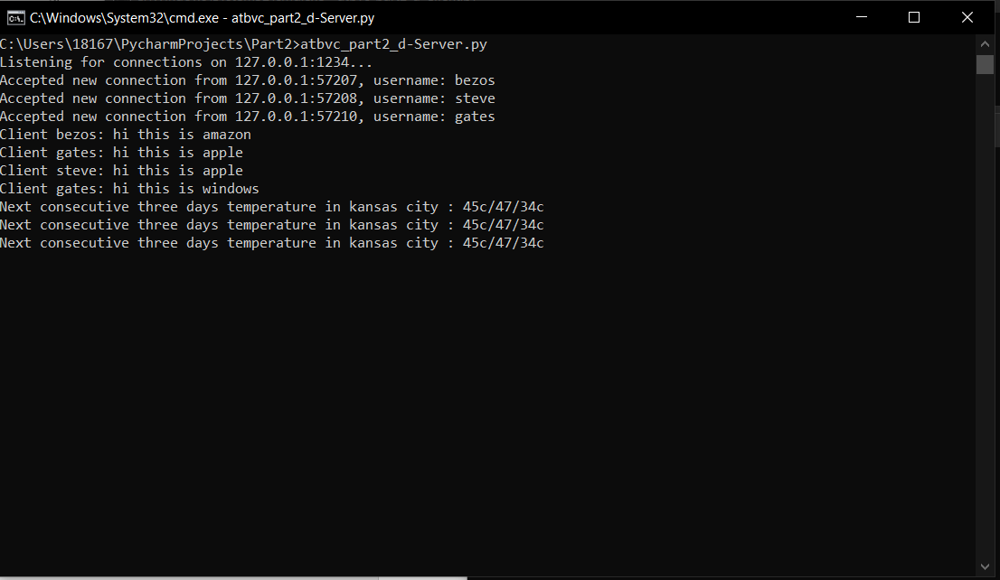 C:\Windows\System32\cmd.exe - atbvc_part2_d-Server.py
C:\Users\18167\PycharmProjects\Part2>atbvc_part2_d-Server.py
Listening for connections on 127.0.0.1:1234...
Accepted new connection from 127.0.0.1:57207, username: bezos
Accepted new connection from 127.0.0.1:57208, username: steve
Accepted new connection from 127.0.0.1:57210, username: gates
Client bezos: hi this is amazon
Client gates: hi this is apple
Client steve: hi this is apple
Client gates: hi this is windows
Next consecutive three days temperature in kansas city : 45c/47/34c
Next consecutive three days temperature in kansas city : 45c/47/34c
Next consecutive three days temperature in kansas city : 45c/47/34c